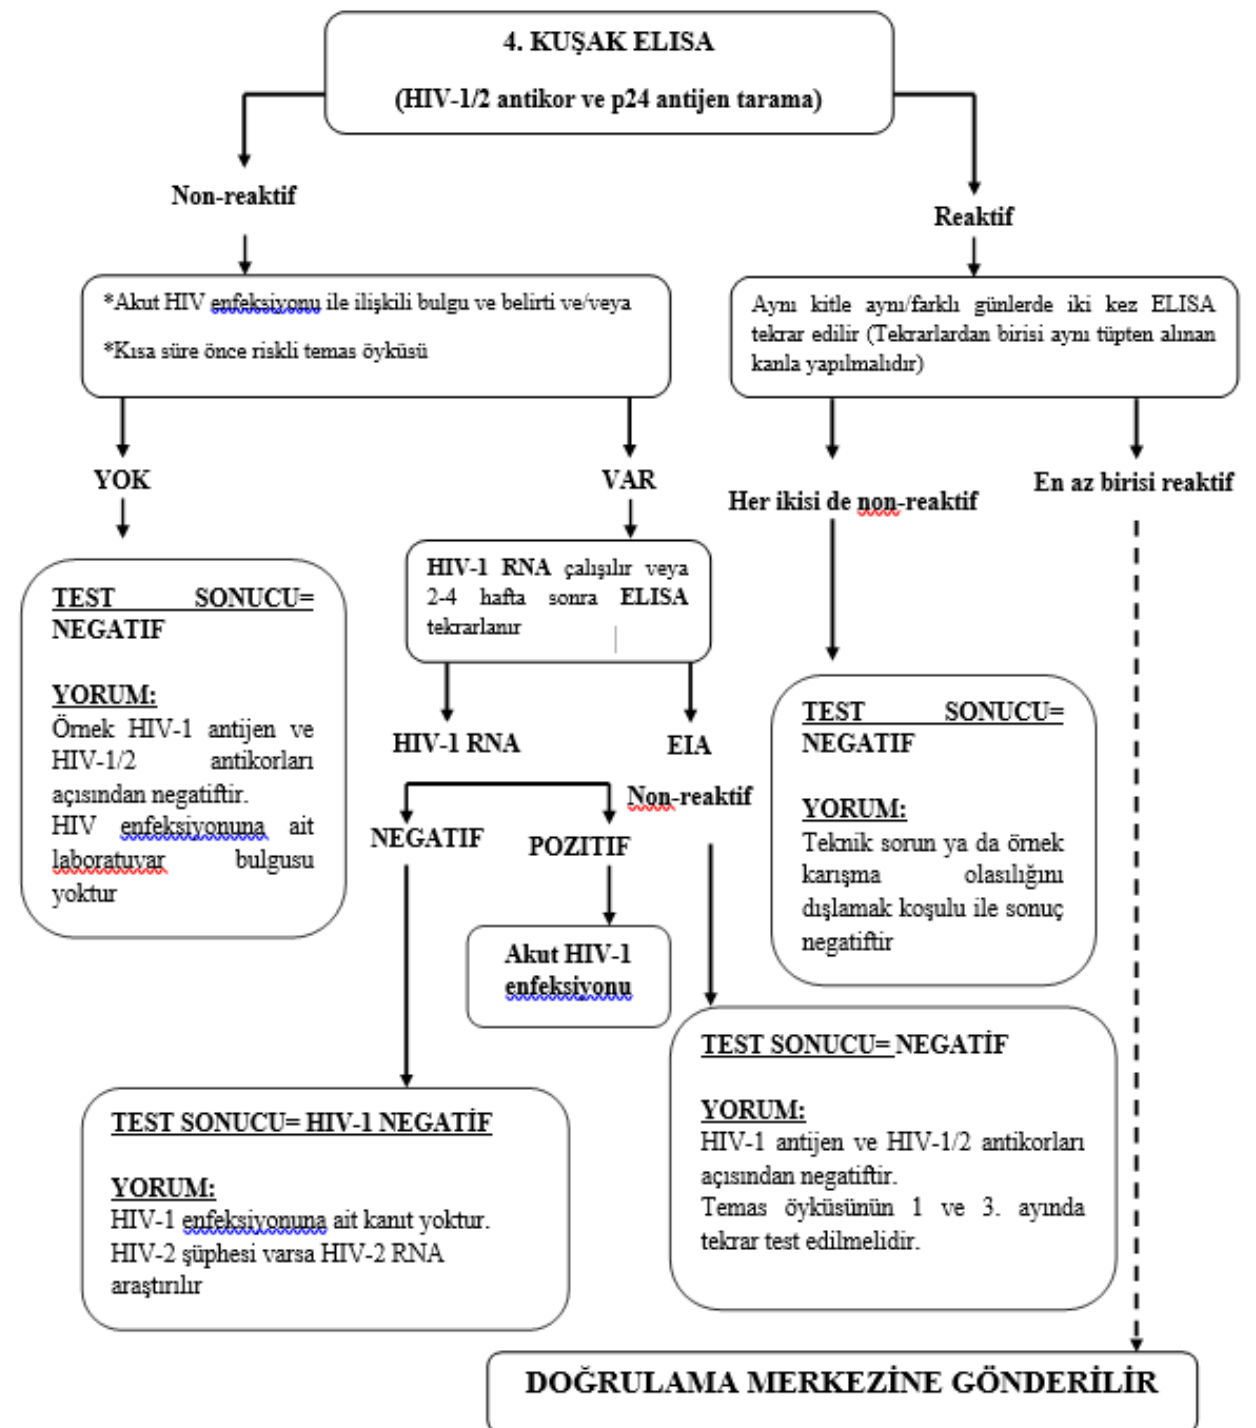 4. KUŞAK ELISA
(HIV-1/2 antikor ve p24 antijen tarama)
Non-reaktif
Reaktif
*Akut HIV enfeksiyonu ile ilişkili bulgu ve belirti ve/veya
*Kısa süre önce riskli temas öyküsü
Aynı kitle aynı/farklı günlerde iki kez ELISA
tekrar edilir (Tekrarlardan birisi aynı tüpten alınan
kanla yapılmalıdır)
YOK
VAR
Her ikisi de non-reaktif
En az birisi reaktif
TEST SONUCU=
NEGATIF
YORUM:
Örnek HIV-1 antijen ve
HIV-1/2 antikorları
açısından negatiftir.
HIV enfeksiyonuna ait
laboratuvar bulgusu
yoktur
HIV-1 RNA çalışılır veya
2-4 hafta sonra ELISA
tekrarlanır
HIV-1 RNA
EIA
Non-reaktif
NEGATIF
POZITIF
Akut HIV-1
enfeksiyonu
TEST SONUCU=
NEGATIF
YORUM:
Teknik sorun ya da örnek
karışma olasılığını
dışlamak koşulu ile sonuç
negatiftir
TEST SONUCU= HIV-1 NEGATİF
YORUM:
HIV-1 enfeksiyonuna ait kanıt yoktur.
HIV-2 şüphesi varsa HIV-2 RNA
araştırılır
TEST SONUCU= NEGATİF
YORUM:
HIV-1 antijen ve HIV-1/2 antikorları
açısından negatiftir.
Temas öyküsünün 1 ve 3. ayında
tekrar test edilmelidir.
DOĞRULAMA MERKEZİNE GÖNDERİLİR